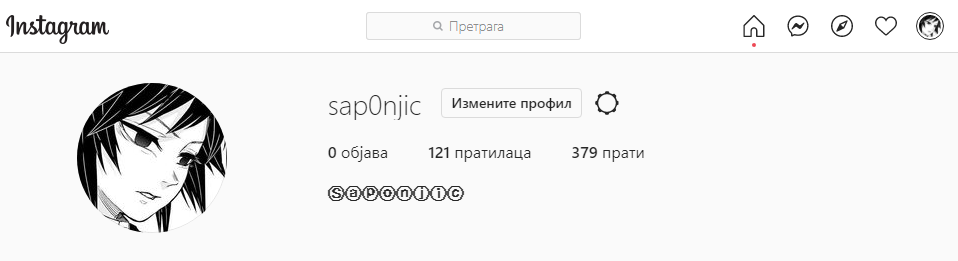 Instagram
Претрага
sap0njic
Измените профил
0 објава 121 пратилаца 379 прати
Ⓢⓐⓟⓞⓝⓙⓘⓒ